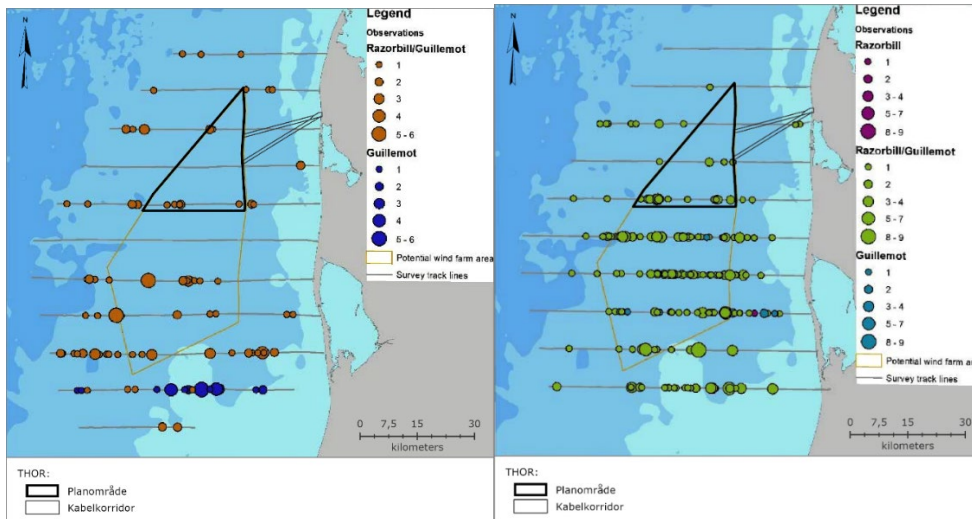 N
Legend
Observations
Razorbill/Guillemot
1
2
3
4
5 - 6
Guillemot
1
2
3
4
5 - 6
Potential wind farm area
Survey track lines
0 7,5 15 30
kilometers
THOR:
Planområde
Kabelkorridor
N
Legend
Observations
Razorbill
1
2
3 - 4
5 - 7
8 - 9
Razorbill/Guillemot
1
2
3 - 4
5 - 7
8 - 9
Guillemot
1
2
3 - 4
5 - 7
8 - 9
Potential wind farm are
Survey track lines
0 7,5 15 30
kilometers
THOR:
Planområde
Kabelkorridor